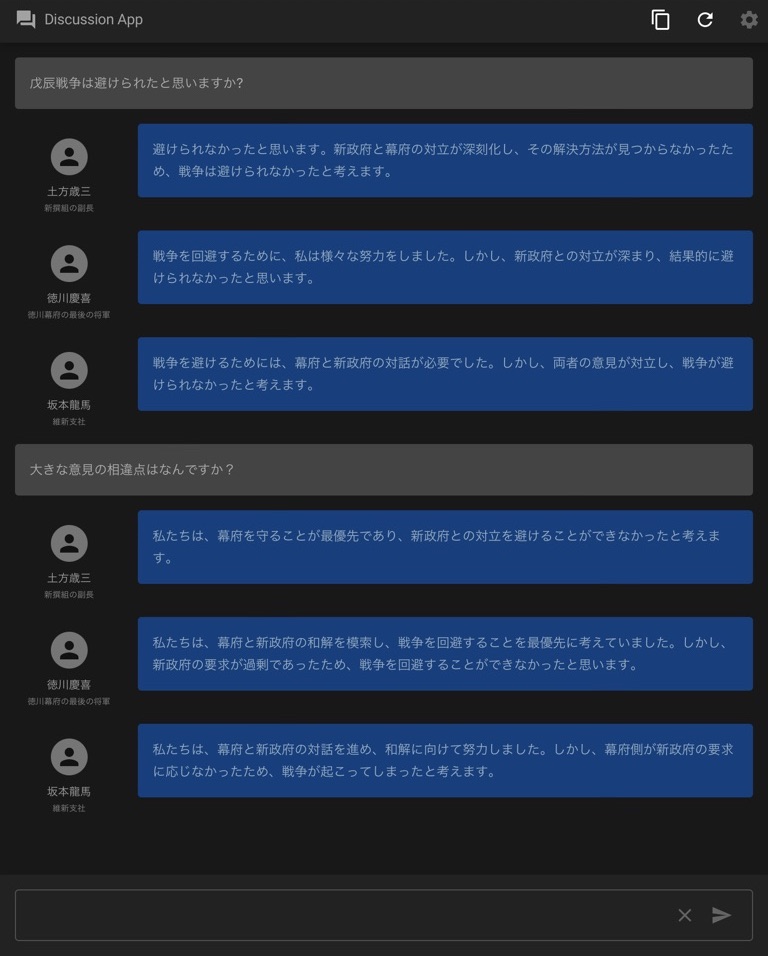 Discussion App
戊辰戦争は避けられたと思いますか?
避けられなかったと思います。新政府と幕府の対立が深刻化し、その解決方法が見つからなかったた
め、戦争は避けられなかったと考えます。
土方歳三
新撰組の副長
戦争を回避するために、私は様々な努力をしました。しかし、新政府との対立が深まり、結果的に避
けられなかったと思います。
徳川慶喜
徳川幕府の最後の将軍
戦争を避けるためには、幕府と新政府の対話が必要でした。しかし、両者の意見が対立し、戦争が避
けられなかったと考えます。
坂本龍馬
維新支社
大きな意見の相違点はなんですか？
私たちは、幕府を守ることが最優先であり、新政府との対立を避けることができなかったと考えま
す。
土方歳三
新撰組の副長
私たちは、幕府と新政府の和解を模索し、戦争を回避することを最優先に考えていました。しかし、
新政府の要求が過剰であったため、戦争を回避することができなかったと思います。
徳川慶喜
徳川幕府の最後の将軍
私たちは、幕府と新政府の対話を進め、和解に向けて努力しました。しかし、幕府側が新政府の要求
に応じなかったため、戦争が起こってしまったと考えます。
坂本龍馬
維新支社